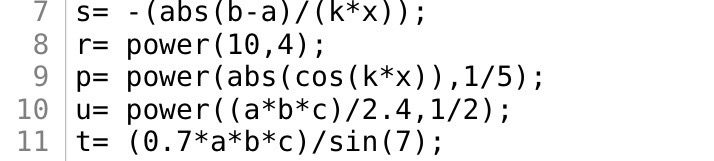 7 s= -(abs(b-a)/(k*x));
8 r= power(10,4);
9 p= power(abs(cos(k*x)),1/5);
10 u= power((a*b*c)/2.4,1/2);
11 t= (0.7*a*b*c)/sin(7);